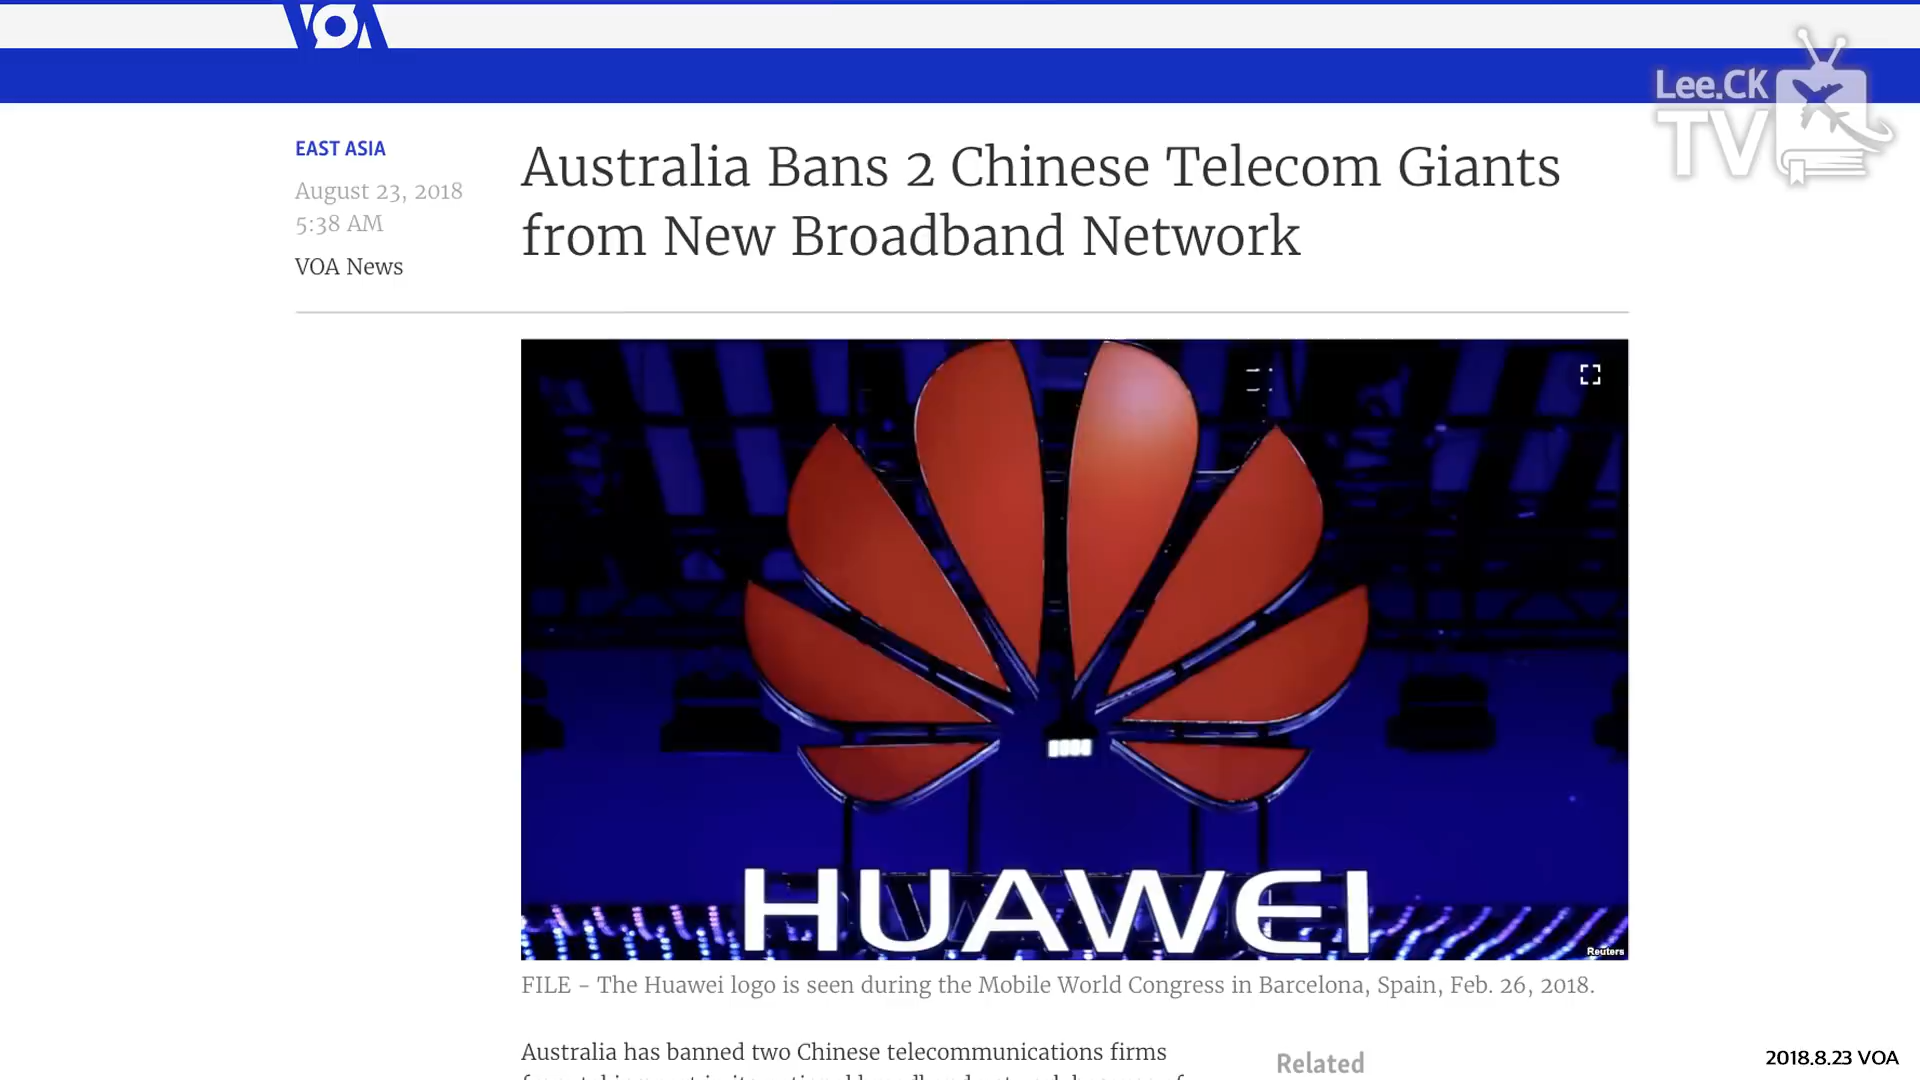 VOA
Lee.CK
TV
EAST ASIA
August 23, 2018
5:38 AM
VOA News
Australia Bans 2 Chinese Telecom Giants
from New Broadband Network
HUAWEI
Reuters
FILE - The Huawei logo is seen during the Mobile World Congress in Barcelona, Spain, Feb. 26, 2018.
Australia has banned two Chinese telecommunications firms
Related
2018.8.23 VOA